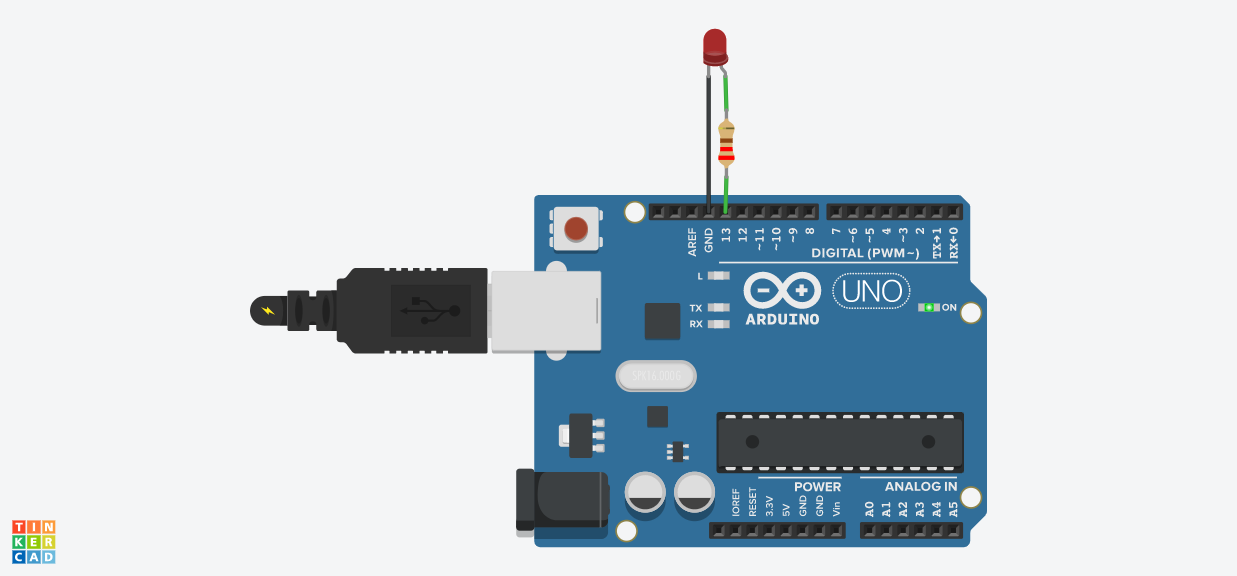 AREF
GND
13
12
~11
~10
~9
8
7
~6
~5
4
~3
2
TX→1
RX←0
DIGITAL (PWM~)
L
TX
RX
ARDUINO
UNO
ON
POWER
ANALOG IN
IOREF
RESET
3.3V
5V
GND
GND
Vin
A0
A1
A2
A3
A4
A5
TIN
KER
CAD